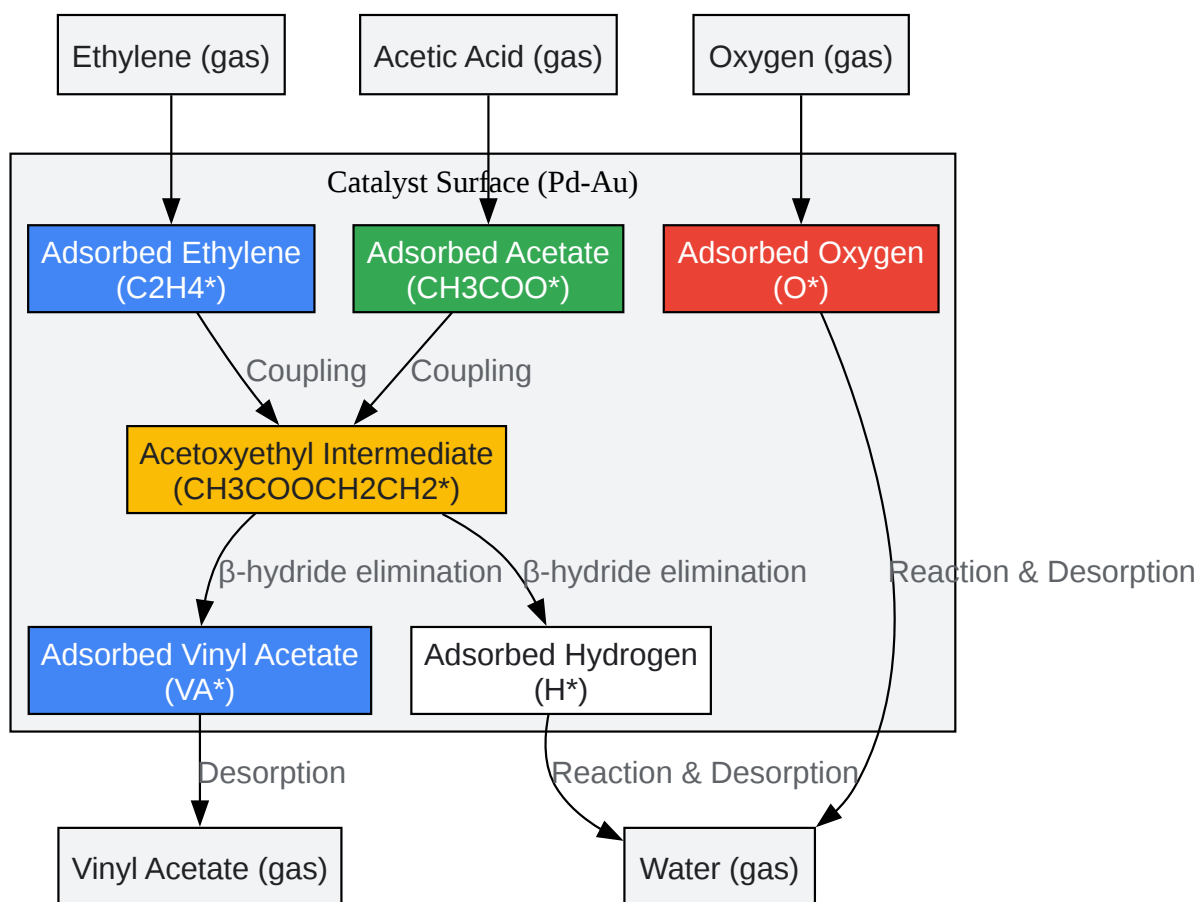 Ethylene (gas)
Acetic Acid (gas)
Oxygen (gas)
Catalyst Surface (Pd-Au)
Adsorbed Ethylene
(C2H4*)
Adsorbed Acetate
(CH3COO*)
Adsorbed Oxygen
(O*)
Coupling
Coupling
Acetoxyethyl Intermediate
(CH3COOCH2CH2*)
β-hydride elimination
β-hydride elimination
Reaction & Desorption
Adsorbed Vinyl Acetate
(VA*)
Adsorbed Hydrogen
(H*)
Desorption
Reaction & Desorption
Vinyl Acetate (gas)
Water (gas)